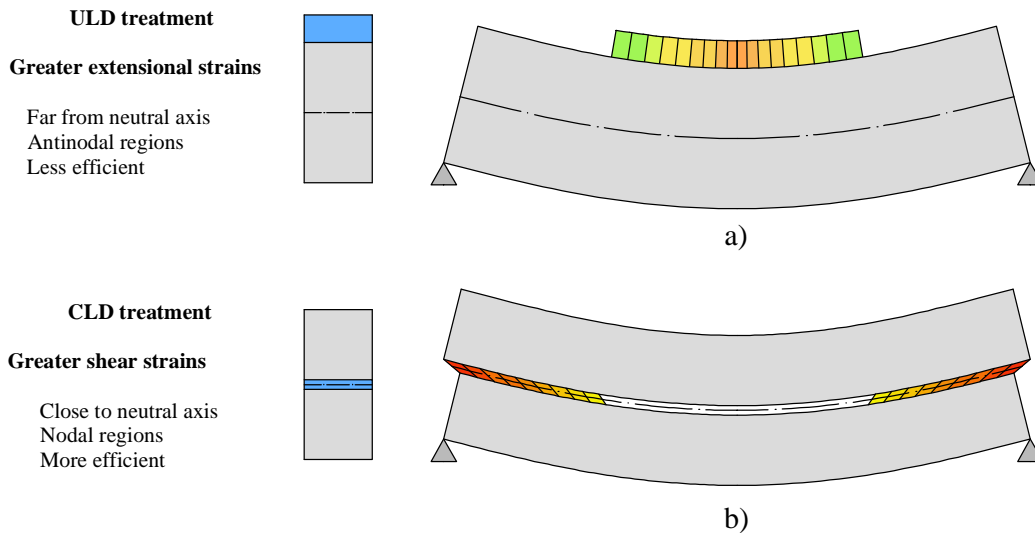 ULD treatment
Greater extensional strains
Far from neutral axis
Antinodal regions
Less efficient
a)
CLD treatment
Greater shear strains
Close to neutral axis
Nodal regions
More efficient
b)